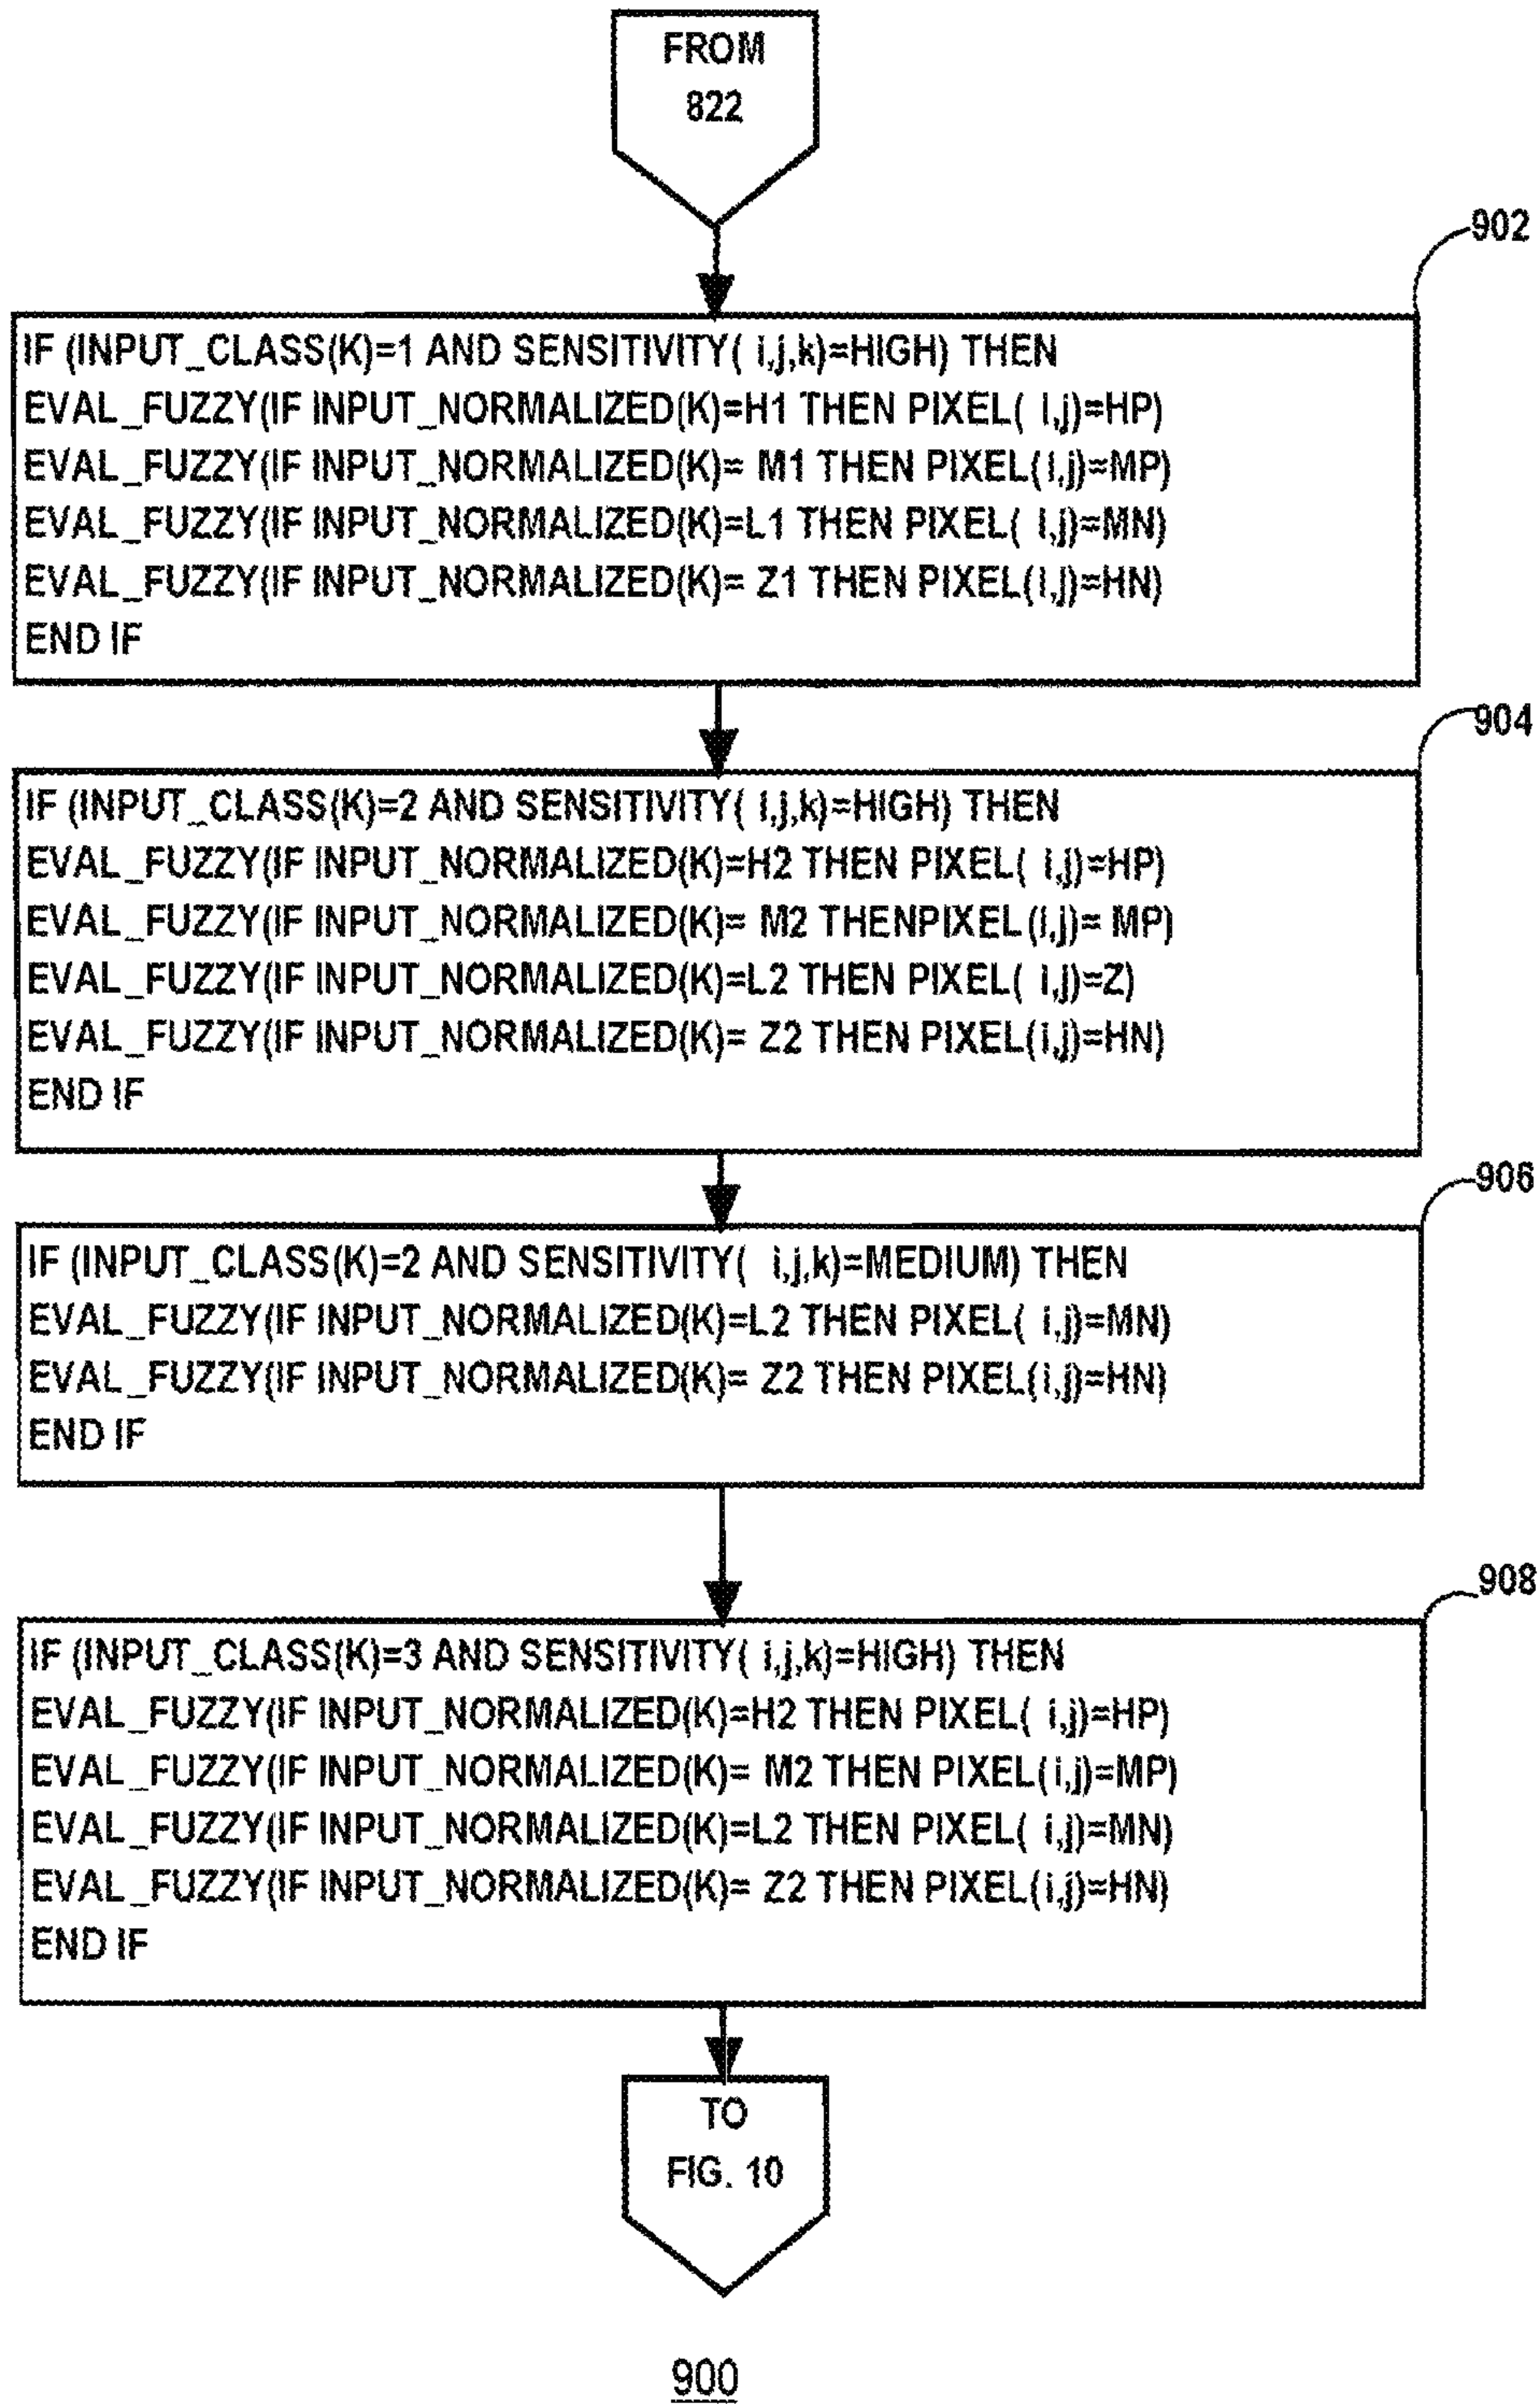 FROM
822
902
IF (INPUT_CLASS(K)=1 AND SENSITIVITY( i,j,k)=HIGH) THEN
EVAL_FUZZY(IF INPUT_NORMALIZED(K)=H1 THEN PIXEL( i,j)=HP)
EVAL_FUZZY(IF INPUT_NORMALIZED(K)= M1 THEN PIXEL(i,j)=MP)
EVAL_FUZZY(IF INPUT_NORMALIZED(K)=L1 THEN PIXEL( i,j)=MN)
EVAL_FUZZY(IF INPUT_NORMALIZED(K)= Z1 THEN PIXEL(i,j)=HN)
END IF
904
IF (INPUT_CLASS(K)=2 AND SENSITIVITY( i,j,k)=HIGH) THEN
EVAL_FUZZY(IF INPUT_NORMALIZED(K)=H2 THEN PIXEL( i,j)=HP)
EVAL_FUZZY(IF INPUT_NORMALIZED(K)= M2 THENPIXEL(i,j)= MP)
EVAL_FUZZY(IF INPUT_NORMALIZED(K)=L2 THEN PIXEL( i,j)=Z)
EVAL_FUZZY(IF INPUT_NORMALIZED(K)= Z2 THEN PIXEL(i,j)=HN)
END IF
906
IF (INPUT_CLASS(K)=2 AND SENSITIVITY( i,j,k)=MEDIUM) THEN
EVAL_FUZZY(IF INPUT_NORMALIZED(K)=L2 THEN PIXEL( i,j)=MN)
EVAL_FUZZY(IF INPUT_NORMALIZED(K)= Z2 THEN PIXEL(i,j)=HN)
END IF
908
IF (INPUT_CLASS(K)=3 AND SENSITIVITY( i,j,k)=HIGH) THEN
EVAL_FUZZY(IF INPUT_NORMALIZED(K)=H2 THEN PIXEL( i,j)=HP)
EVAL_FUZZY(IF INPUT_NORMALIZED(K)= M2 THEN PIXEL(i,j)=MP)
EVAL_FUZZY(IF INPUT_NORMALIZED(K)=L2 THEN PIXEL( i,j)=MN)
EVAL_FUZZY(IF INPUT_NORMALIZED(K)= Z2 THEN PIXEL(i,j)=HN)
END IF
TO
FIG. 10
900